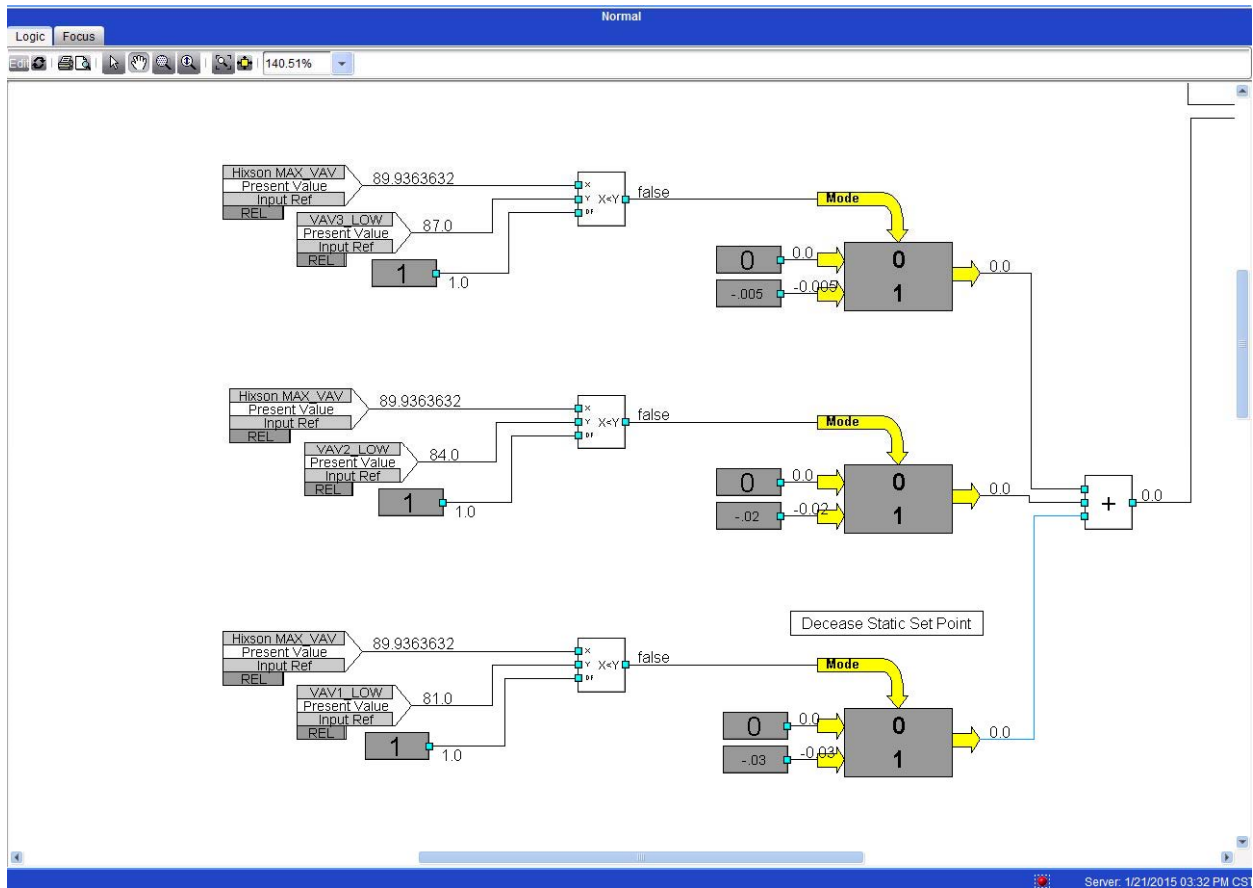 Normal
Logic Focus
Edit 140.51%
Hixson MAX_VAV
Present Value
Input Ref
REL
89.9363632
VAV3_LOW
Present Value
Input Ref
REL
87.0
1
1.0
X
Y X<Y
DF
false
Mode
0
0.0
-.005
-0.005
0
1
0.0
Hixson MAX_VAV
Present Value
Input Ref
REL
89.9363632
VAV2_LOW
Present Value
Input Ref
REL
84.0
1
1.0
X
Y X<Y
DF
false
Mode
0
0.0
-.02
-0.02
0
1
0.0
+
0.0
Decease Static Set Point
Hixson MAX_VAV
Present Value
Input Ref
REL
89.9363632
VAV1_LOW
Present Value
Input Ref
REL
81.0
1
1.0
X
Y X<Y
DF
false
Mode
0
0.0
-.03
-0.03
0
1
0.0
Server: 1/21/2015 03:32 PM CST